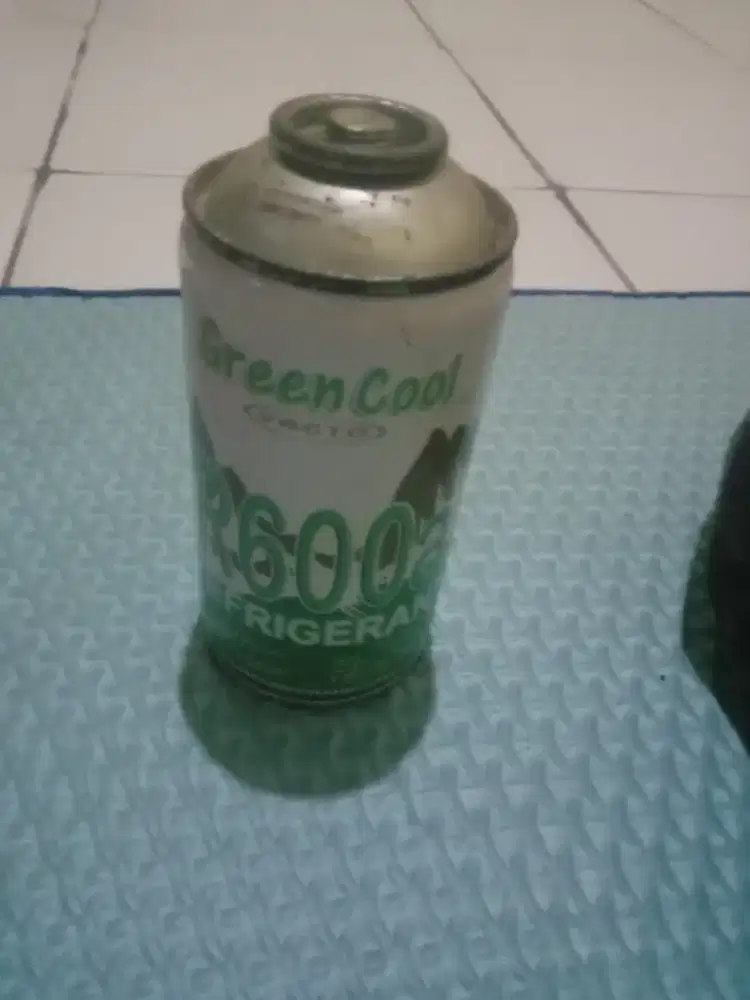 Green Cool
R600a
FRIGERAN